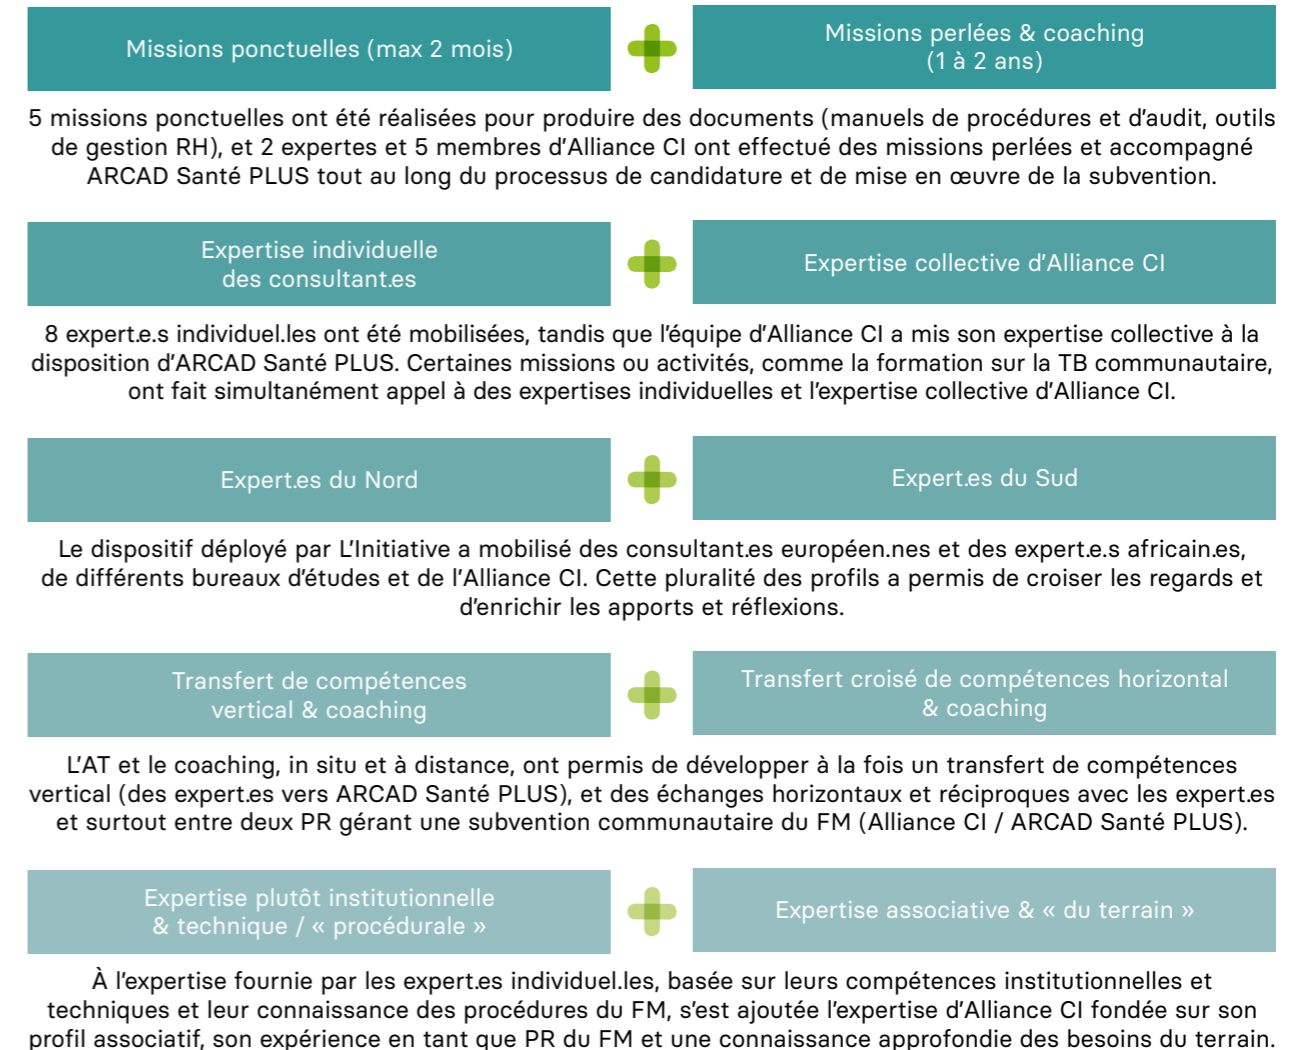 Missions ponctuelles (max 2 mois)
Missions perlées & coaching
(1 à 2 ans)
5 missions ponctuelles ont été réalisées pour produire des documents (manuels de procédures et d’audit, outils
de gestion RH), et 2 expertes et 5 membres d’Alliance CI ont effectué des missions perlées et accompagné
ARCAD Santé PLUS tout au long du processus de candidature et de mise en œuvre de la subvention.
Expertise individuelle
des consultant.es
Expertise collective d’Alliance CI
8 expert.e.s individuel.les ont été mobilisées, tandis que l’équipe d’Alliance CI a mis son expertise collective à la
disposition d’ARCAD Santé PLUS. Certaines missions ou activités, comme la formation sur la TB communautaire,
ont fait simultanément appel à des expertises individuelles et l’expertise collective d’Alliance CI.
Expert.es du Nord
Expert.es du Sud
Le dispositif déployé par L’Initiative a mobilisé des consultant.es européen.nes et des expert.e.s africain.es,
de différents bureaux d’études et de l’Alliance CI. Cette pluralité des profils a permis de croiser les regards et
d’enrichir les apports et réflexions.
Transfert de compétences
vertical & coaching
Transfert croisé de compétences horizontal
& coaching
L’AT et le coaching, in situ et à distance, ont permis de développer à la fois un transfert de compétences
vertical (des expert.es vers ARCAD Santé PLUS), et des échanges horizontaux et réciproques avec les expert.es
et surtout entre deux PR gérant une subvention communautaire du FM (Alliance CI / ARCAD Santé PLUS).
Expertise plutôt institutionnelle
& technique / « procédurale »
Expertise associative & « du terrain »
À l’expertise fournie par les expert.es individuel.les, basée sur leurs compétences institutionnelles et
techniques et leur connaissance des procédures du FM, s’est ajoutée l’expertise d’Alliance CI fondée sur son
profil associatif, son expérience en tant que PR du FM et une connaissance approfondie des besoins du terrain.